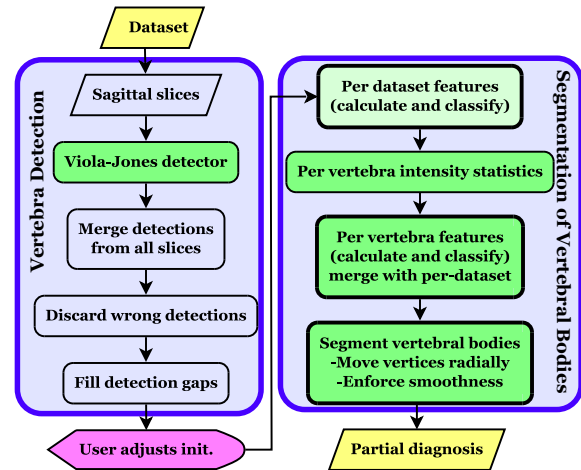 Dataset
Vertebra Detection
Sagittal slices
Viola-Jones detector
Merge detections
from all slices
Discard wrong detections
Fill detection gaps
User adjusts init.
Segmentation of Vertebral
Bodies
Per dataset features
(calculate and classify)
Per vertebra intensity statistics
Per vertebra features
(calculate and classify)
merge with per-dataset
Segment vertebral bodies
-Move vertices radially
-Enforce smoothness
Partial diagnosis